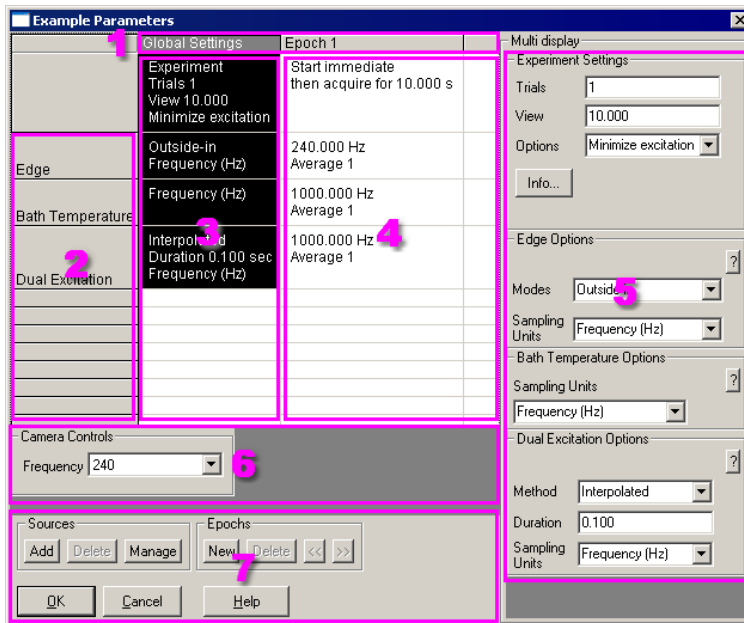 Example Parameters
1
Global Settings
Epoch 1
Experiment
Trials 1
View 10.000
Minimize excitation
Start immediate
then acquire for 10.000 s
Edge
Outside-in
Frequency (Hz)
240.000 Hz
Average 1
Bath Temperature
Frequency (Hz)
1000.000 Hz
Average 1
2
3
4
Dual Excitation
Interpolated
Duration 0.100 sec
Frequency (Hz)
1000.000 Hz
Average 1
Multi display
Experiment Settings
Trials 1
View 10.000
Options Minimize excitation
Info...
Edge Options
?
Modes Outside
5
Sampling
Units Frequency (Hz)
Bath Temperature Options
?
Sampling Units
Frequency (Hz)
Dual Excitation Options
?
Method Interpolated
Duration 0.100
Sampling
Units Frequency (Hz)
Camera Controls
Frequency 240
6
Sources
Add Delete Manage
Epochs
New Delete << >>
7
OK Cancel Help